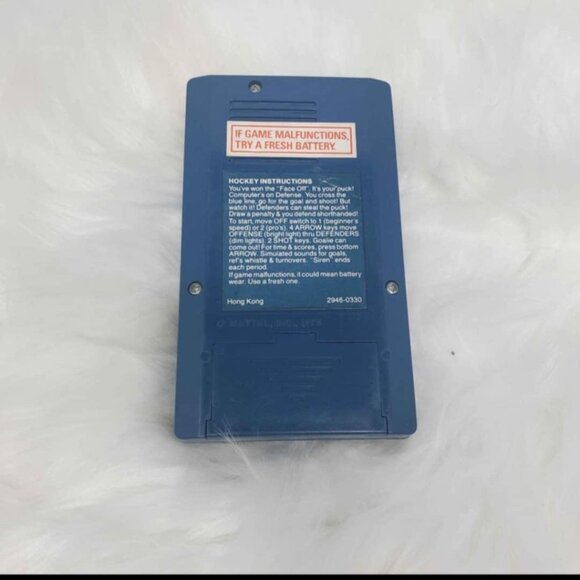 IF GAME MALFUNCTIONS,
TRY A FRESH BATTERY.
HOCKEY INSTRUCTIONS
You've won the "Face Off". It's your puck!
Computer's on Defense. You cross the
blue line, go for the goal and shoot! But
watch it! Defenders can steal the puck!
Draw a penalty & you defend shorthanded!
To start, move OFF switch to 1 (beginner's
speed) or 2 (pro's). 4 ARROW keys move
OFFENSE (bright light) thru DEFENDERS
(dim lights). 2 SHOT keys. Goalie can
come out! For time & scores, press bottom
ARROW. Simulated sounds for goals,
ref's whistle & turnovers. "Siren" ends
each period.
If game malfunctions, it could mean battery
wear. Use a fresh one.
Hong Kong 2946-0330
© MATTEL, INC. 1978